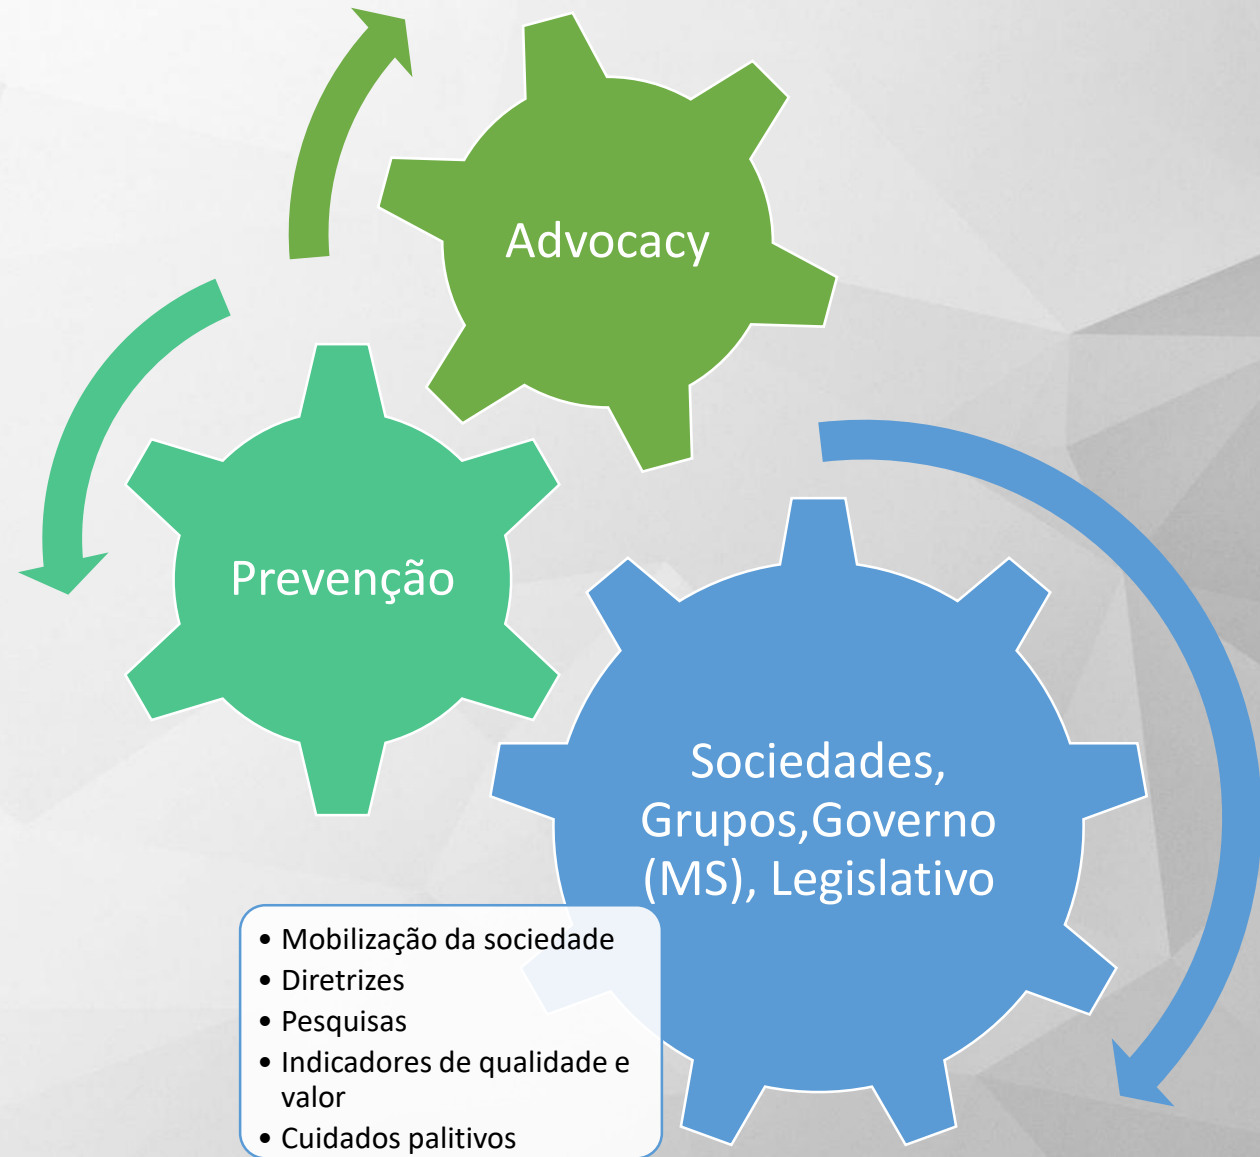 Advocacy
Prevenção
Sociedades,
Grupos,Governo
(MS), Legislativo
• Mobilização da sociedade
• Diretrizes
• Pesquisas
• Indicadores de qualidade e
valor
• Cuidados palitivos